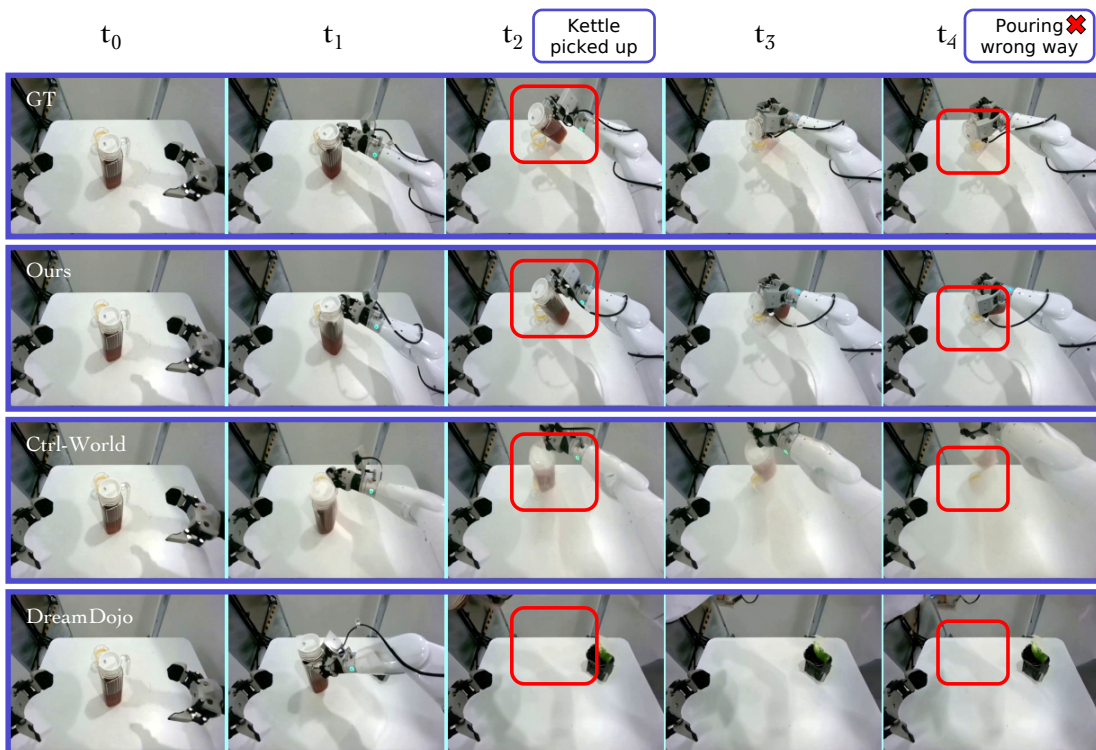 t₀
t₁
t₂
Kettle
picked up
t₃
t₄
Pouring
wrong way
GT
Ours
Ctrl-World
DreamDojo